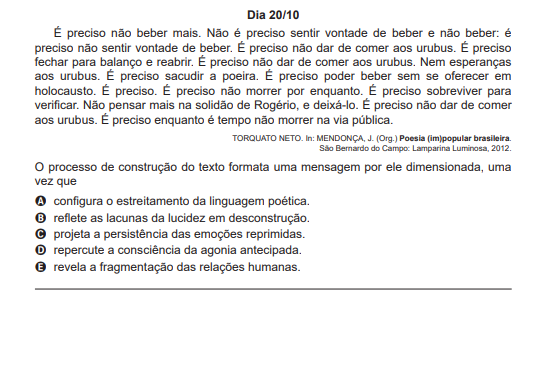 Dia 20/10
É preciso não beber mais. Não é preciso sentir vontade de beber e não beber: é
preciso não sentir vontade de beber. É preciso não dar de comer aos urubus. É preciso
fechar para balanço e reabrir. É preciso não dar de comer aos urubus. Nem esperanças
aos urubus. É preciso sacudir a poeira. É preciso poder beber sem se oferecer em
holocausto. É preciso. É preciso não morrer por enquanto. É preciso sobreviver para
verificar. Não pensar mais na solidão de Rogério, e deixá-lo. É preciso não dar de comer
aos urubus. É preciso enquanto é tempo não morrer na via pública.
TORQUATO NETO. In: MENDONÇA, J. (Org.) Poesia (im)popular brasileira.
São Bernardo do Campo: Lamparina Luminosa, 2012.
O processo de construção do texto formata uma mensagem por ele dimensionada, uma
vez que
A configura o estreitamento da linguagem poética.
B reflete as lacunas da lucidez em desconstrução.
C projeta a persistência das emoções reprimidas.
D repercute a consciência da agonia antecipada.
E revela a fragmentação das relações humanas.